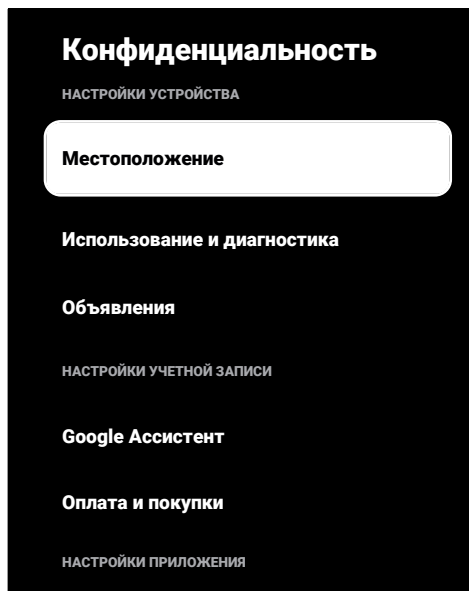 Конфиденциальность
НАСТРОЙКИ УСТРОЙСТВА
Местоположение
Использование и диагностика
Объявления
НАСТРОЙКИ УЧЕТНОЙ ЗАПИСИ
Google Ассистент
Оплата и покупки
НАСТРОЙКИ ПРИЛОЖЕНИЯ